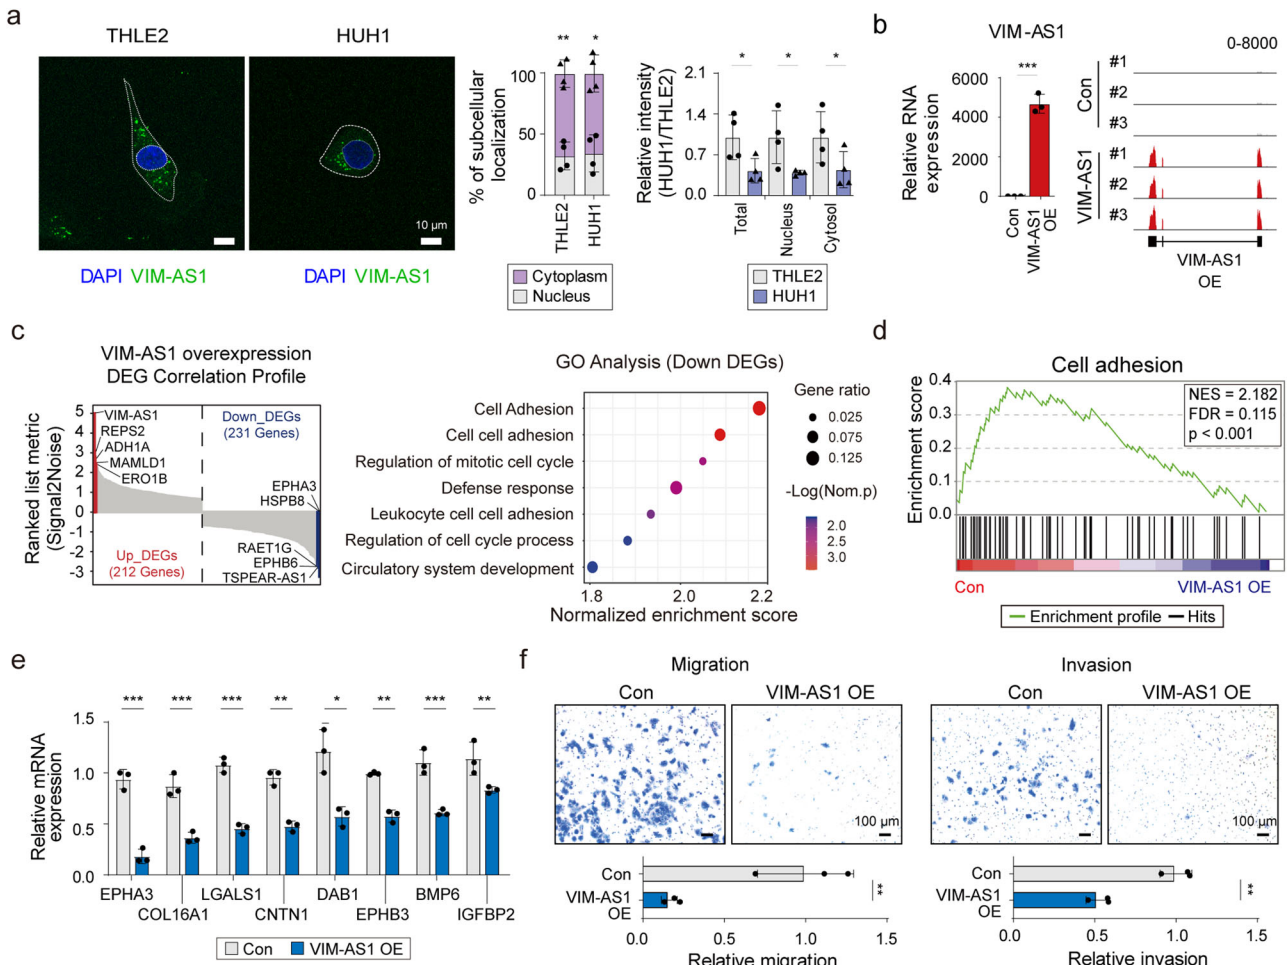 a
THLE2
HUH1
10 µm
DAPI VIM-AS1
DAPI VIM-AS1
% of subcellular
localization
100
50
0
** *
THLE2
HUH1
Cytoplasm
Nucleus
Relative intensity
(HUH1/THLE2)
2.1
1.4
0.7
0.0
* * *
Total
Nucleus
Cytosol
THLE2
HUH1
b
VIM-AS1
Relative RNA
expression
6000
4000
2000
0
***
Con
VIM-AS1
OE
0-8000
Con
#1
#2
#3
VIM-AS1
#1
#2
#3
VIM-AS1
OE
c
VIM-AS1 overexpression
DEG Correlation Profile
Ranked list metric
(Signal2Noise)
5
4
3
2
1
0
-1
-2
-3
VIM-AS1
REPS2
ADH1A
MAMLD1
ERO1B
Down_DEGs
(231 Genes)
EPHA3
HSPB8
Up_DEGs
(212 Genes)
RAET1G
EPHB6
TSPEAR-AS1
GO Analysis (Down DEGs)
Cell Adhesion
Cell cell adhesion
Regulation of mitotic cell cycle
Defense response
Leukocyte cell cell adhesion
Regulation of cell cycle process
Circulatory system development
1.8 2.0 2.2
Normalized enrichment score
Gene ratio
0.025
0.075
0.125
-Log(Nom.p)
2.0
2.5
3.0
d
Cell adhesion
Enrichment score
0.4
0.3
0.2
0.1
0.0
NES = 2.182
FDR = 0.115
p < 0.001
Con
VIM-AS1 OE
Enrichment profile Hits
e
Relative mRNA
expression
1.5
1.0
0.5
0.0
*** *** *** ** * ** *** **
EPHA3
COL16A1
LGALS1
CNTN1
DAB1
EPHB3
BMP6
IGFBP2
Con VIM-AS1 OE
f
Migration
Con
VIM-AS1 OE
100 µm
Con
VIM-AS1
OE
**
0.0 0.5 1.0 1.5
Relative migration
Invasion
Con
VIM-AS1 OE
100 µm
Con
VIM-AS1
OE
**
0.0 0.5 1.0 1.5
Relative invasion